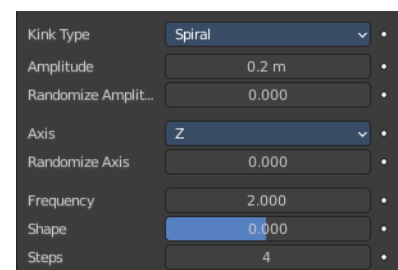 Kink Type Spiral
Amplitude 0.2 m
Randomize Amplit... 0.000
Axis Z
Randomize Axis 0.000
Frequency 2.000
Shape 0.000
Steps 4